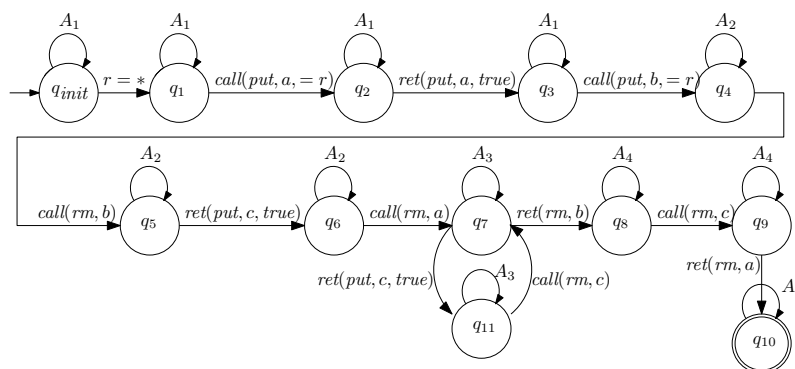 A1 A1 A1 A1 A2
qinit r = * q1 call(put, a, = r) q2 ret(put, a, true) q3 call(put, b, = r) q4
A2 A2 A3 A4 A4
call(rm, b) q5 ret(put, c, true) q6 call(rm, a) q7 ret(rm, b) q8 call(rm, c) q9
ret(rm, a)
ret(put, c, true) A3 call(rm, c) A
q11 q10